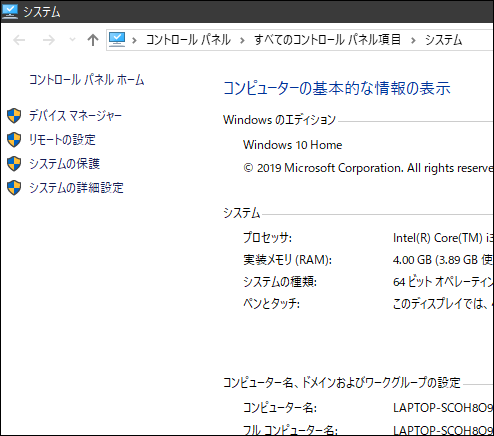 システム
コントロール パネル › すべてのコントロール パネル項目 › システム
コントロール パネル ホーム
デバイス マネージャー
リモートの設定
システムの保護
システムの詳細設定
コンピューターの基本的な情報の表示
Windows のエディション
Windows 10 Home
© 2019 Microsoft Corporation. All rights reserve
システム
プロセッサ: Intel(R) Core(TM) i3
実装メモリ (RAM): 4.00 GB (3.89 GB 使
システムの種類: 64 ビット オペレーティン
ペンとタッチ: このディスプレイでは、
コンピューター名、ドメインおよびワークグループの設定
コンピューター名: LAPTOP-SCOH8O9
フル コンピューター名: LAPTOP-SCOH8O9